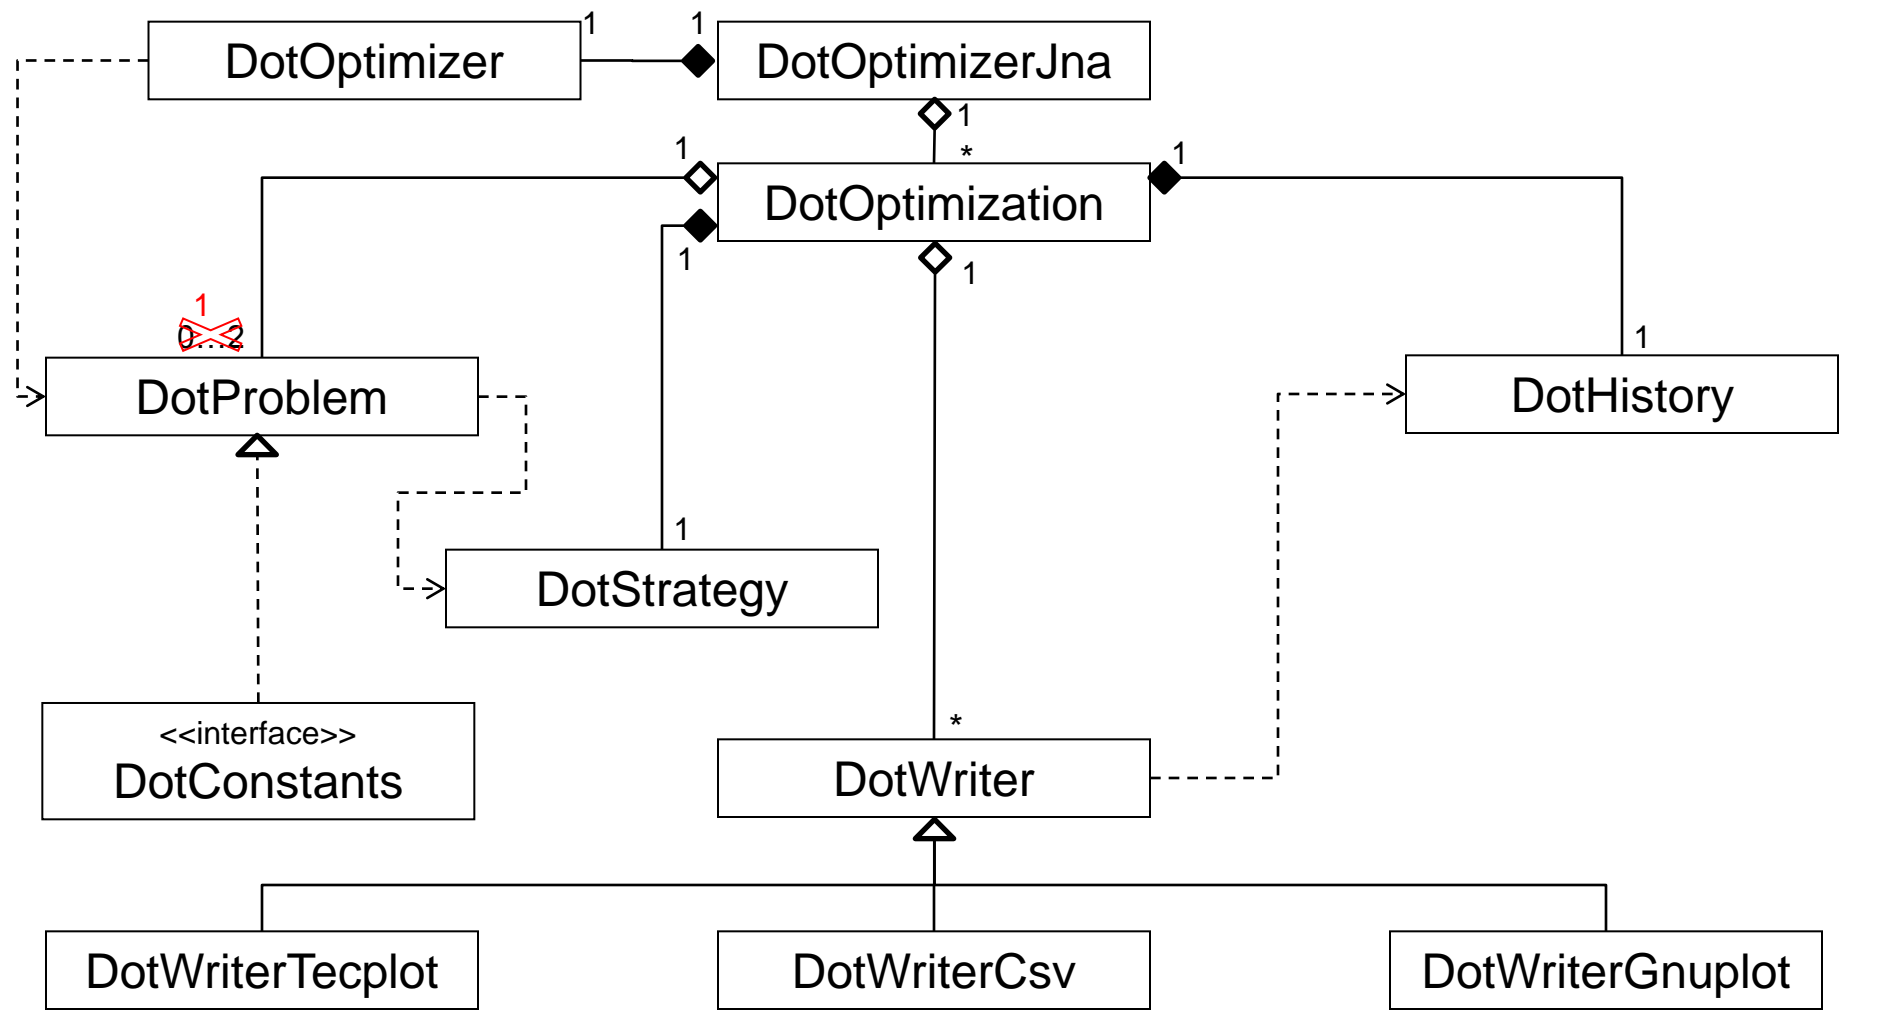 1
1
DotOptimizer
DotOptimizerJna
1
*
1
1
DotOptimization
1
1
1
0...2
1
DotProblem
DotHistory
1
DotStrategy
<<interface>>
DotConstants
*
DotWriter
DotWriterTecplot
DotWriterCsv
DotWriterGnuplot